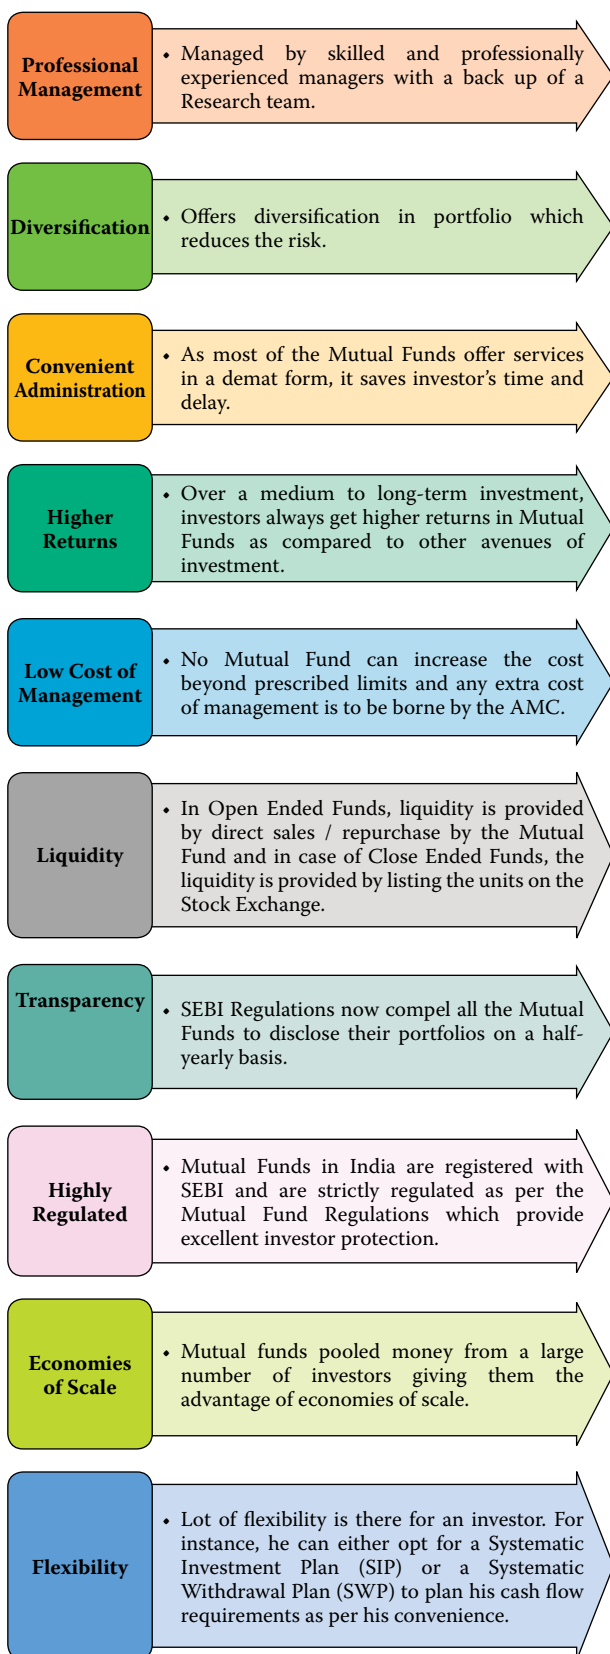 Professional
Management
• Managed by skilled and professionally
experienced managers with a back up of a
Research team.
Diversification
• Offers diversification in portfolio which
reduces the risk.
Convenient
Administration
• As most of the Mutual Funds offer services
in a demat form, it saves investor’s time and
delay.
Higher
Returns
• Over a medium to long-term investment,
investors always get higher returns in Mutual
Funds as compared to other avenues of
investment.
Low Cost of
Management
• No Mutual Fund can increase the cost
beyond prescribed limits and any extra cost
of management is to be borne by the AMC.
Liquidity
• In Open Ended Funds, liquidity is provided
by direct sales / repurchase by the Mutual
Fund and in case of Close Ended Funds, the
liquidity is provided by listing the units on the
Stock Exchange.
Transparency
• SEBI Regulations now compel all the Mutual
Funds to disclose their portfolios on a half-
yearly basis.
Highly
Regulated
• Mutual Funds in India are registered with
SEBI and are strictly regulated as per the
Mutual Fund Regulations which provide
excellent investor protection.
Economies
of Scale
• Mutual funds pooled money from a large
number of investors giving them the
advantage of economies of scale.
Flexibility
• Lot of flexibility is there for an investor. For
instance, he can either opt for a Systematic
Investment Plan (SIP) or a Systematic
Withdrawal Plan (SWP) to plan his cash flow
requirements as per his convenience.